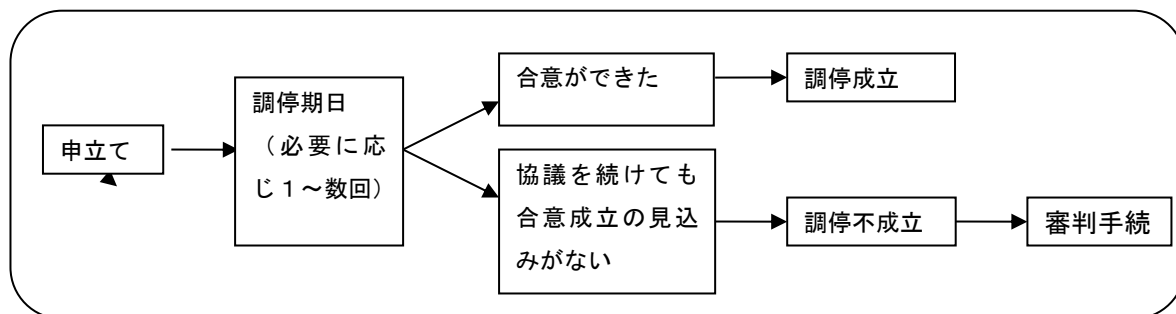 申立て
調停期日
（必要に応
じ１～数回）
合意ができた
調停成立
協議を続けても
合意成立の見込
みがない
調停不成立
審判手続